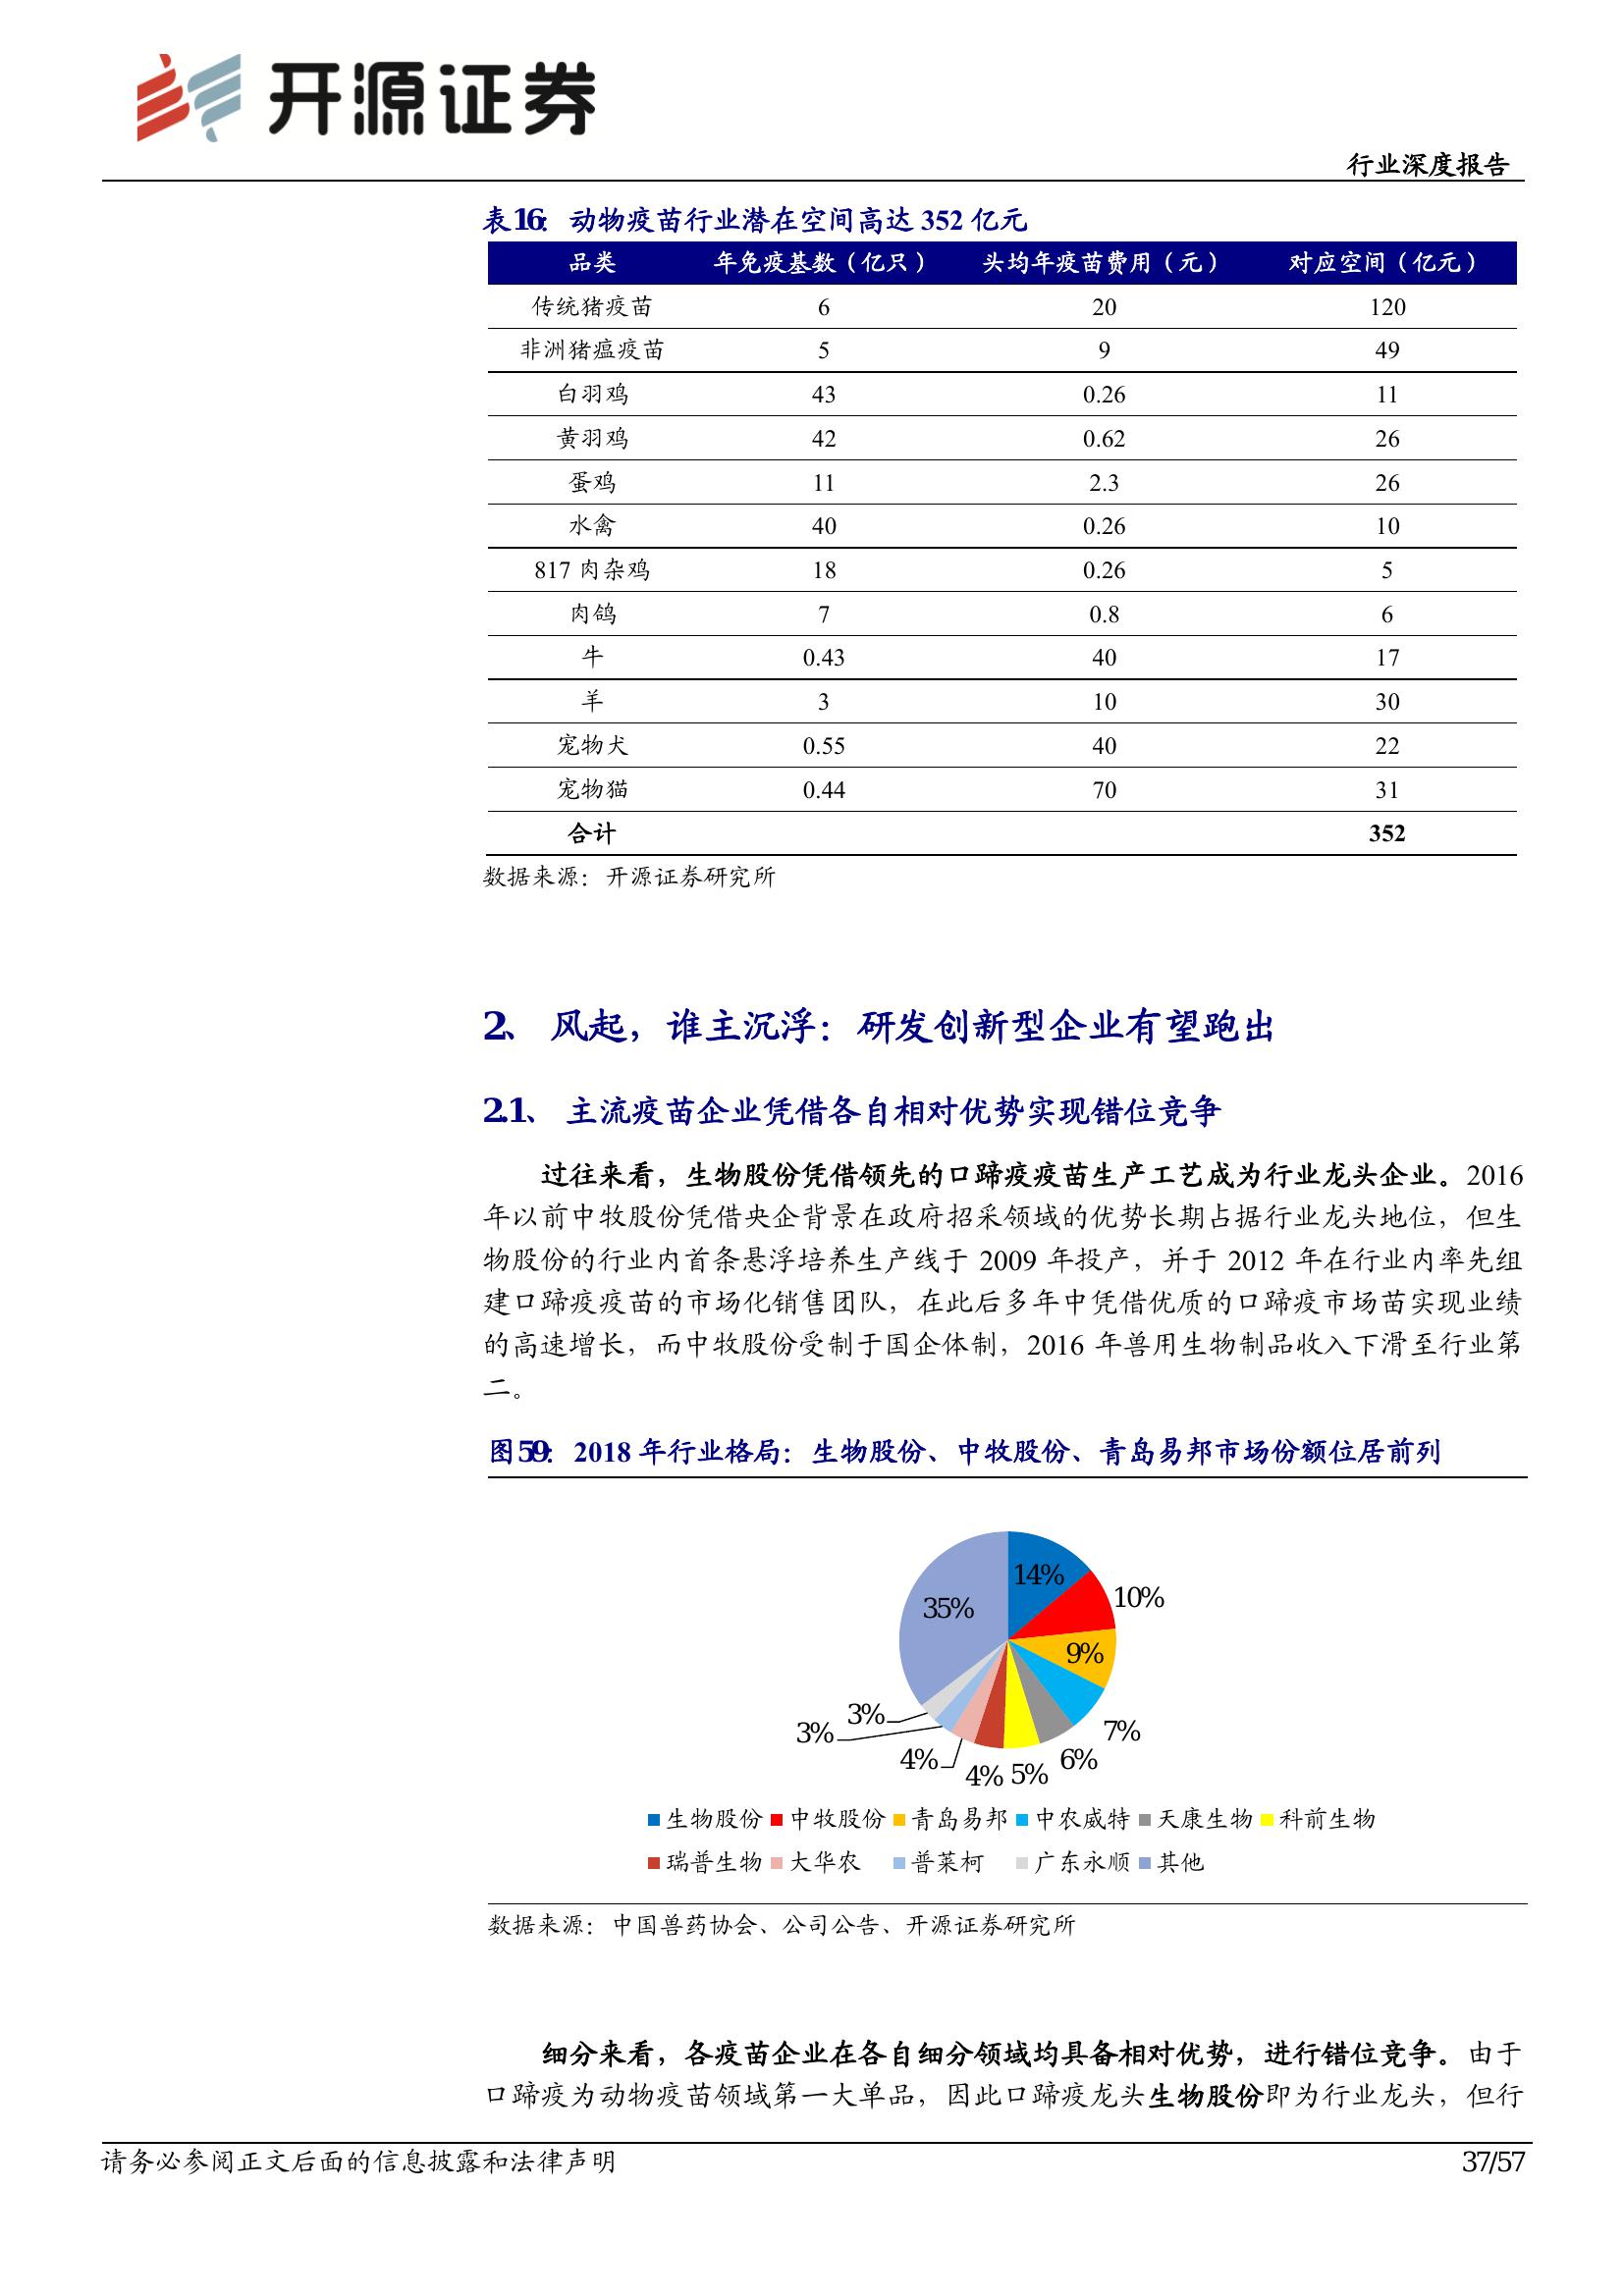 开源证券
行业深度报告
表16: 动物疫苗行业潜在空间高达 352 亿元
品类 年免疫基数（亿只） 头均年疫苗费用（元） 对应空间（亿元）
传统猪疫苗 6 20 120
非洲猪瘟疫苗 5 9 49
白羽鸡 43 0.26 11
黄羽鸡 42 0.62 26
蛋鸡 11 2.3 26
水禽 40 0.26 10
817 肉杂鸡 18 0.26 5
肉鸽 7 0.8 6
牛 0.43 40 17
羊 3 10 30
宠物犬 0.55 40 22
宠物猫 0.44 70 31
合计 352
数据来源：开源证券研究所
2、 风起，谁主沉浮：研发创新型企业有望跑出
2.1、 主流疫苗企业凭借各自相对优势实现错位竞争
过往来看，生物股份凭借领先的口蹄疫疫苗生产工艺成为行业龙头企业。2016
年以前中牧股份凭借央企背景在政府招采领域的优势长期占据行业龙头地位，但生
物股份的行业内首条悬浮培养生产线于 2009 年投产，并于 2012 年在行业内率先组
建口蹄疫疫苗的市场化销售团队，在此后多年中凭借优质的口蹄疫市场苗实现业绩
的高速增长，而中牧股份受制于国企体制，2016 年兽用生物制品收入下滑至行业第
二。
图59: 2018 年行业格局：生物股份、中牧股份、青岛易邦市场份额位居前列
14%
10%
9%
7%
6%
5%
4%
4%
3%
3%
35%
生物股份 中牧股份 青岛易邦 中农威特 天康生物 科前生物
瑞普生物 大华农 普莱柯 广东永顺 其他
数据来源：中国兽药协会、公司公告、开源证券研究所
细分来看，各疫苗企业在各自细分领域均具备相对优势，进行错位竞争。由于
口蹄疫为动物疫苗领域第一大单品，因此口蹄疫龙头生物股份即为行业龙头，但行
请务必参阅正文后面的信息披露和法律声明 37/57